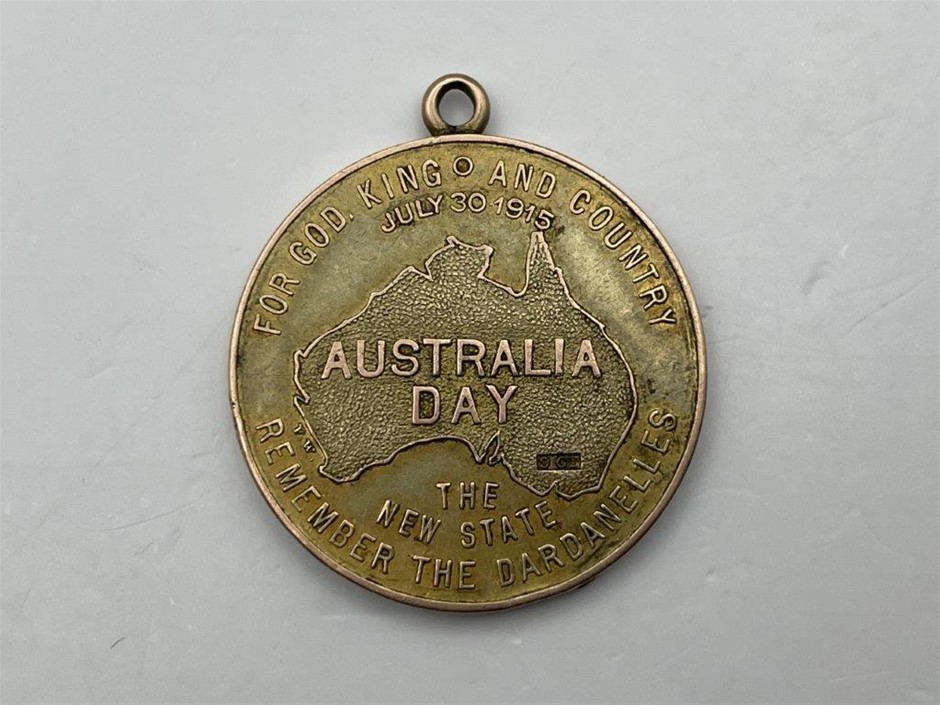 FOR GOD, KING AND COUNTRY
JULY 30 1915
AUSTRALIA
DAY
T.W.
THE
NEW STATE
REMEMBER THE DARDANELLES